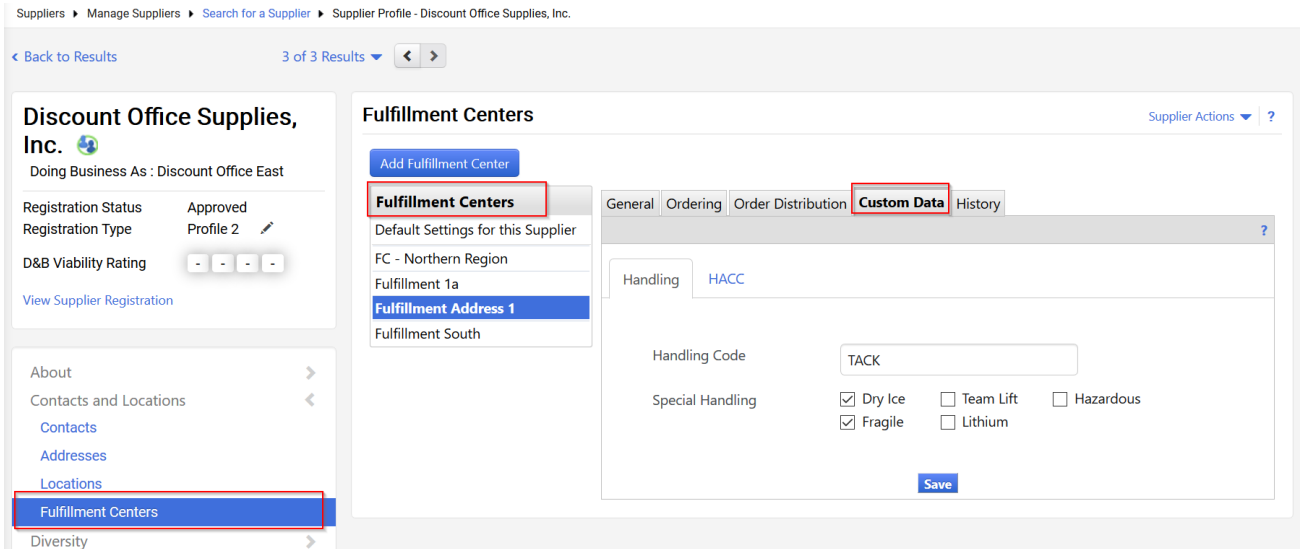 Suppliers ▸ Manage Suppliers ▸ Search for a Supplier ▸ Supplier Profile - Discount Office Supplies, Inc.
Back to Results
3 of 3 Results
Discount Office Supplies,
Inc.
Doing Business As : Discount Office East
Registration Status Approved
Registration Type Profile 2
D&B Viability Rating - - - -
View Supplier Registration
About
Contacts and Locations
Contacts
Addresses
Locations
Fulfillment Centers
Diversity
Fulfillment Centers
Supplier Actions ?
Add Fulfillment Center
Fulfillment Centers
Default Settings for this Supplier
FC - Northern Region
Fulfillment 1a
Fulfillment Address 1
Fulfillment South
General Ordering Order Distribution Custom Data History
?
Handling HACC
Handling Code TACK
Special Handling Dry Ice Team Lift Hazardous
Fragile Lithium
Save